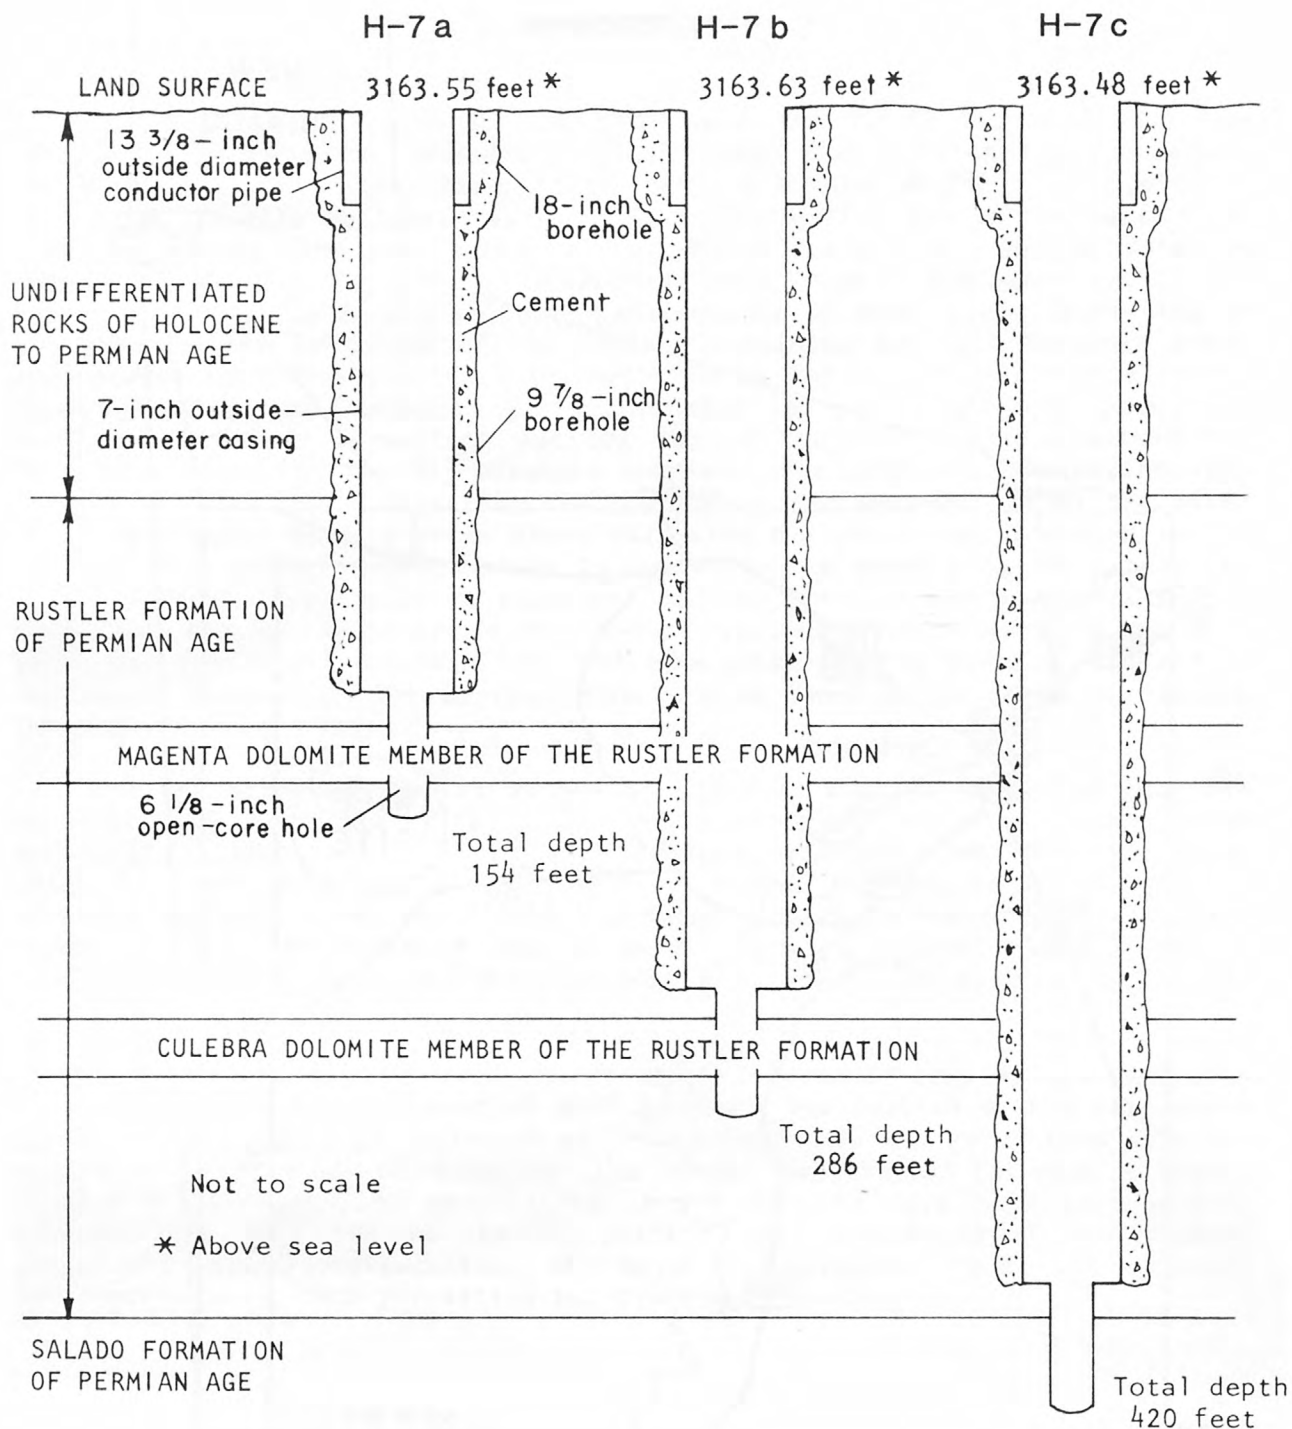 H-7a
H-7b
H-7c
LAND SURFACE
3163.55 feet *
3163.63 feet *
3163.48 feet *
13 3/8-inch
outside diameter
conductor pipe
18-inch
borehole
UNDIFFERENTIATED
ROCKS OF HOLOCENE
TO PERMIAN AGE
Cement
7-inch outside-
diameter casing
9 7/8-inch
borehole
RUSTLER FORMATION
OF PERMIAN AGE
MAGENTA DOLOMITE MEMBER OF THE RUSTLER FORMATION
6 1/8-inch
open-core hole
Total depth
154 feet
CULEBRA DOLOMITE MEMBER OF THE RUSTLER FORMATION
Total depth
286 feet
Not to scale
* Above sea level
SALADO FORMATION
OF PERMIAN AGE
Total depth
420 feet